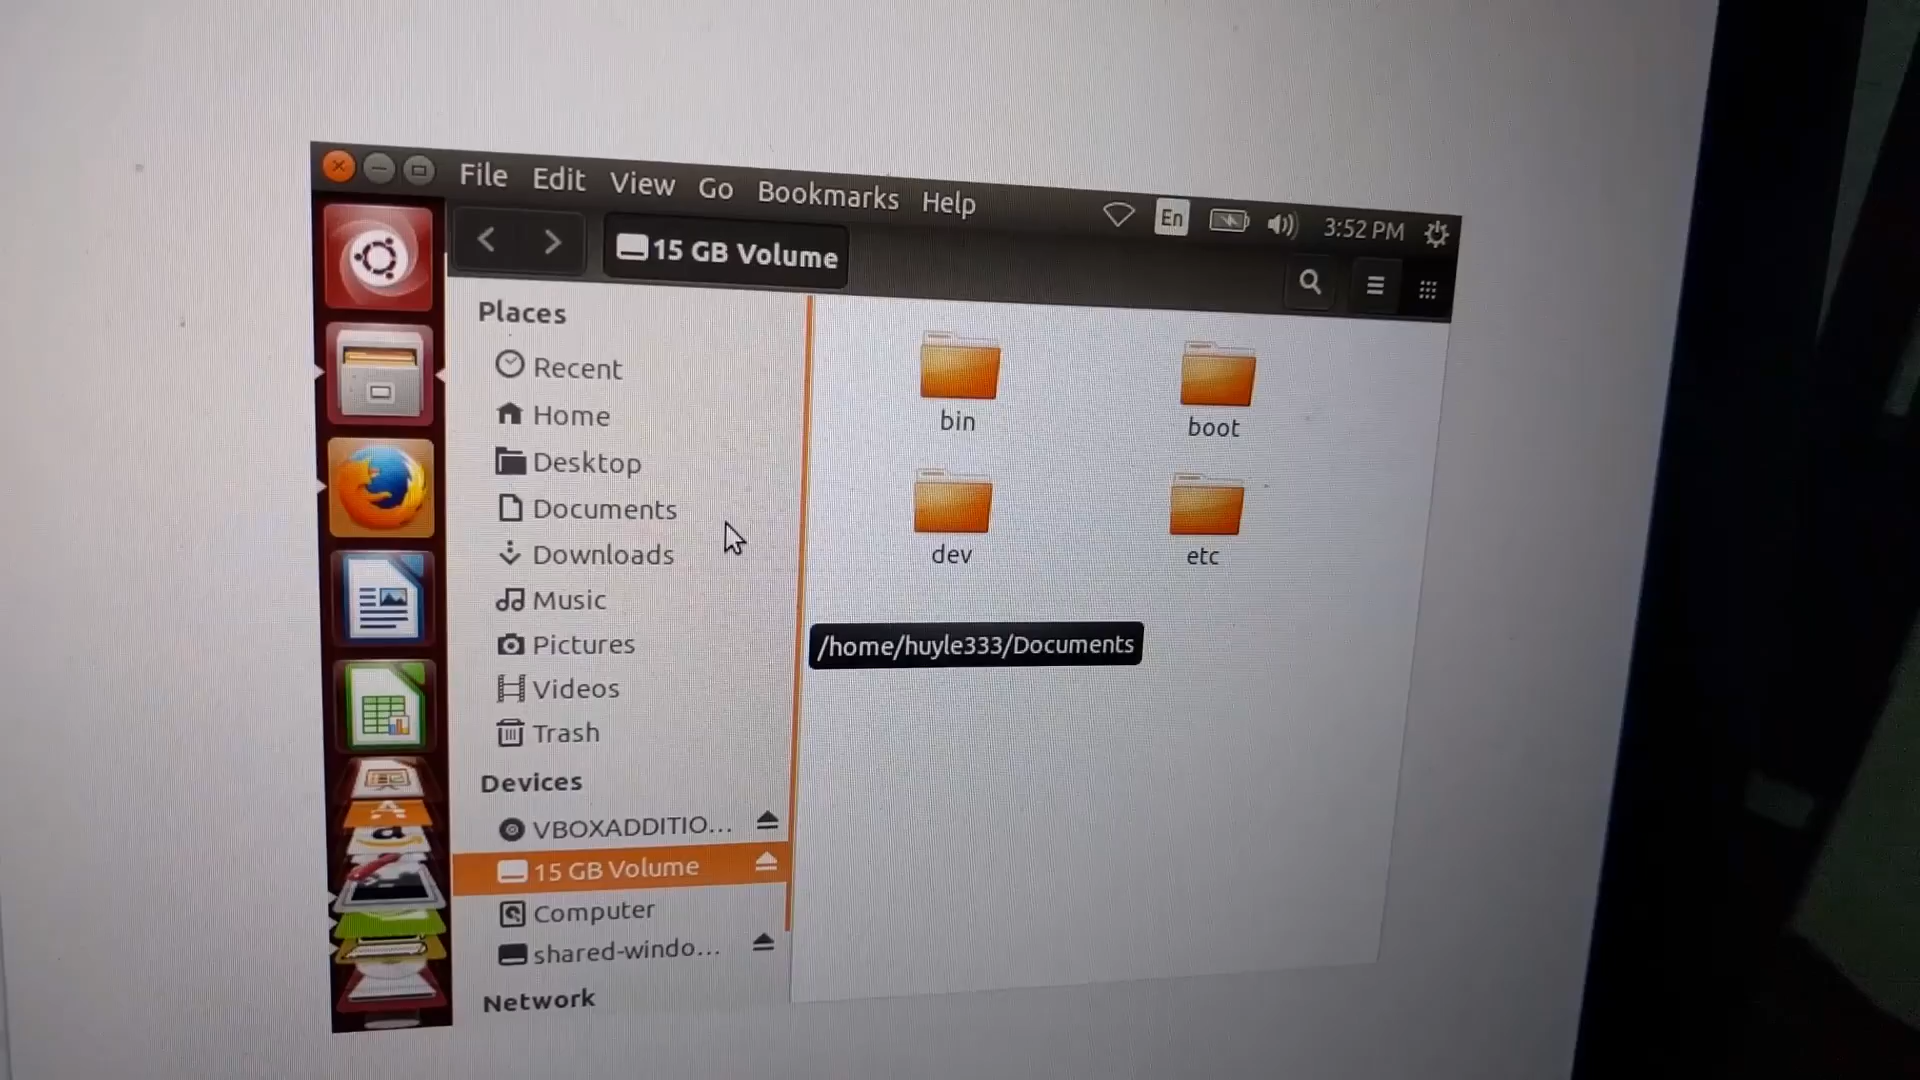 File Edit View Go Bookmarks Help
En 3:52 PM
15 GB Volume
Places
Recent
Home
Desktop
Documents
Downloads
Music
Pictures
Videos
Trash
Devices
VBOXADDITIO...
15 GB Volume
Computer
shared-windo...
Network
bin
boot
dev
etc
/home/huyle333/Documents